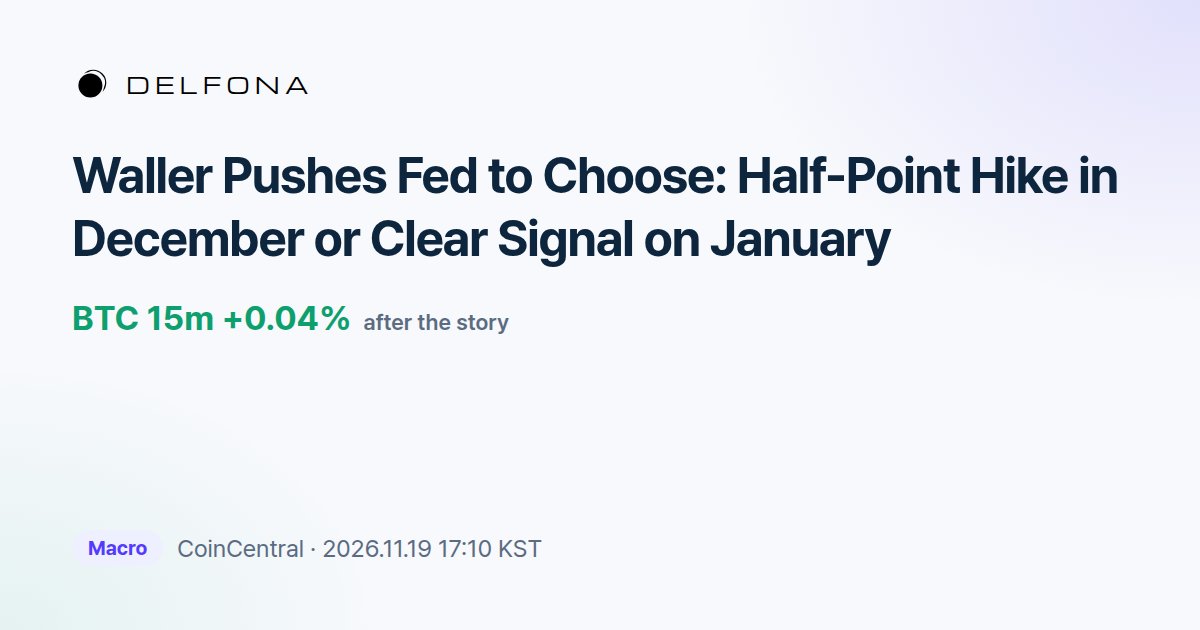 DELFONA
Waller Pushes Fed to Choose: Half-Point Hike in
December or Clear Signal on January
BTC 15m +0.04% after the story
Macro CoinCentral · 2026.11.19 17:10 KST